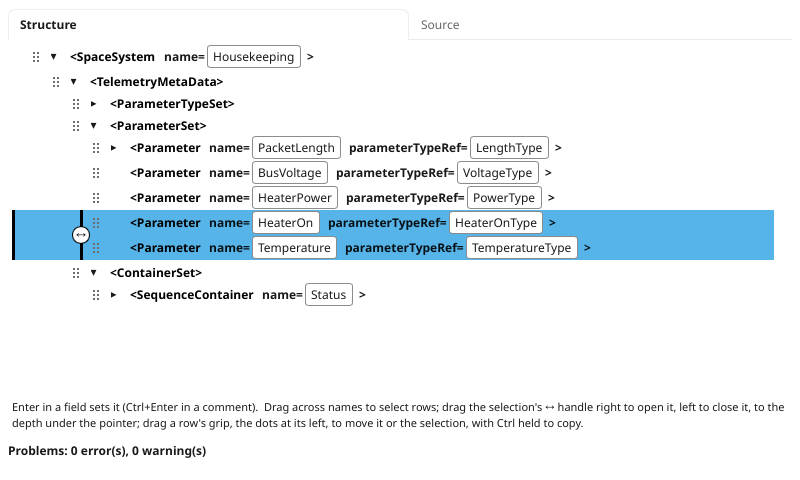 Structure
Source
<SpaceSystem name= Housekeeping >
<TelemetryMetaData>
<ParameterTypeSet>
<ParameterSet>
<Parameter name= PacketLength parameterTypeRef= LengthType >
<Parameter name= BusVoltage parameterTypeRef= VoltageType >
<Parameter name= HeaterPower parameterTypeRef= PowerType >
<Parameter name= HeaterOn parameterTypeRef= HeaterOnType >
<Parameter name= Temperature parameterTypeRef= TemperatureType >
<ContainerSet>
<SequenceContainer name= Status >
Enter in a field sets it (Ctrl+Enter in a comment). Drag across names to select rows; drag the selection's ↔ handle right to open it, left to close it, to the
depth under the pointer; drag a row's grip, the dots at its left, to move it or the selection, with Ctrl held to copy.
Problems: 0 error(s), 0 warning(s)